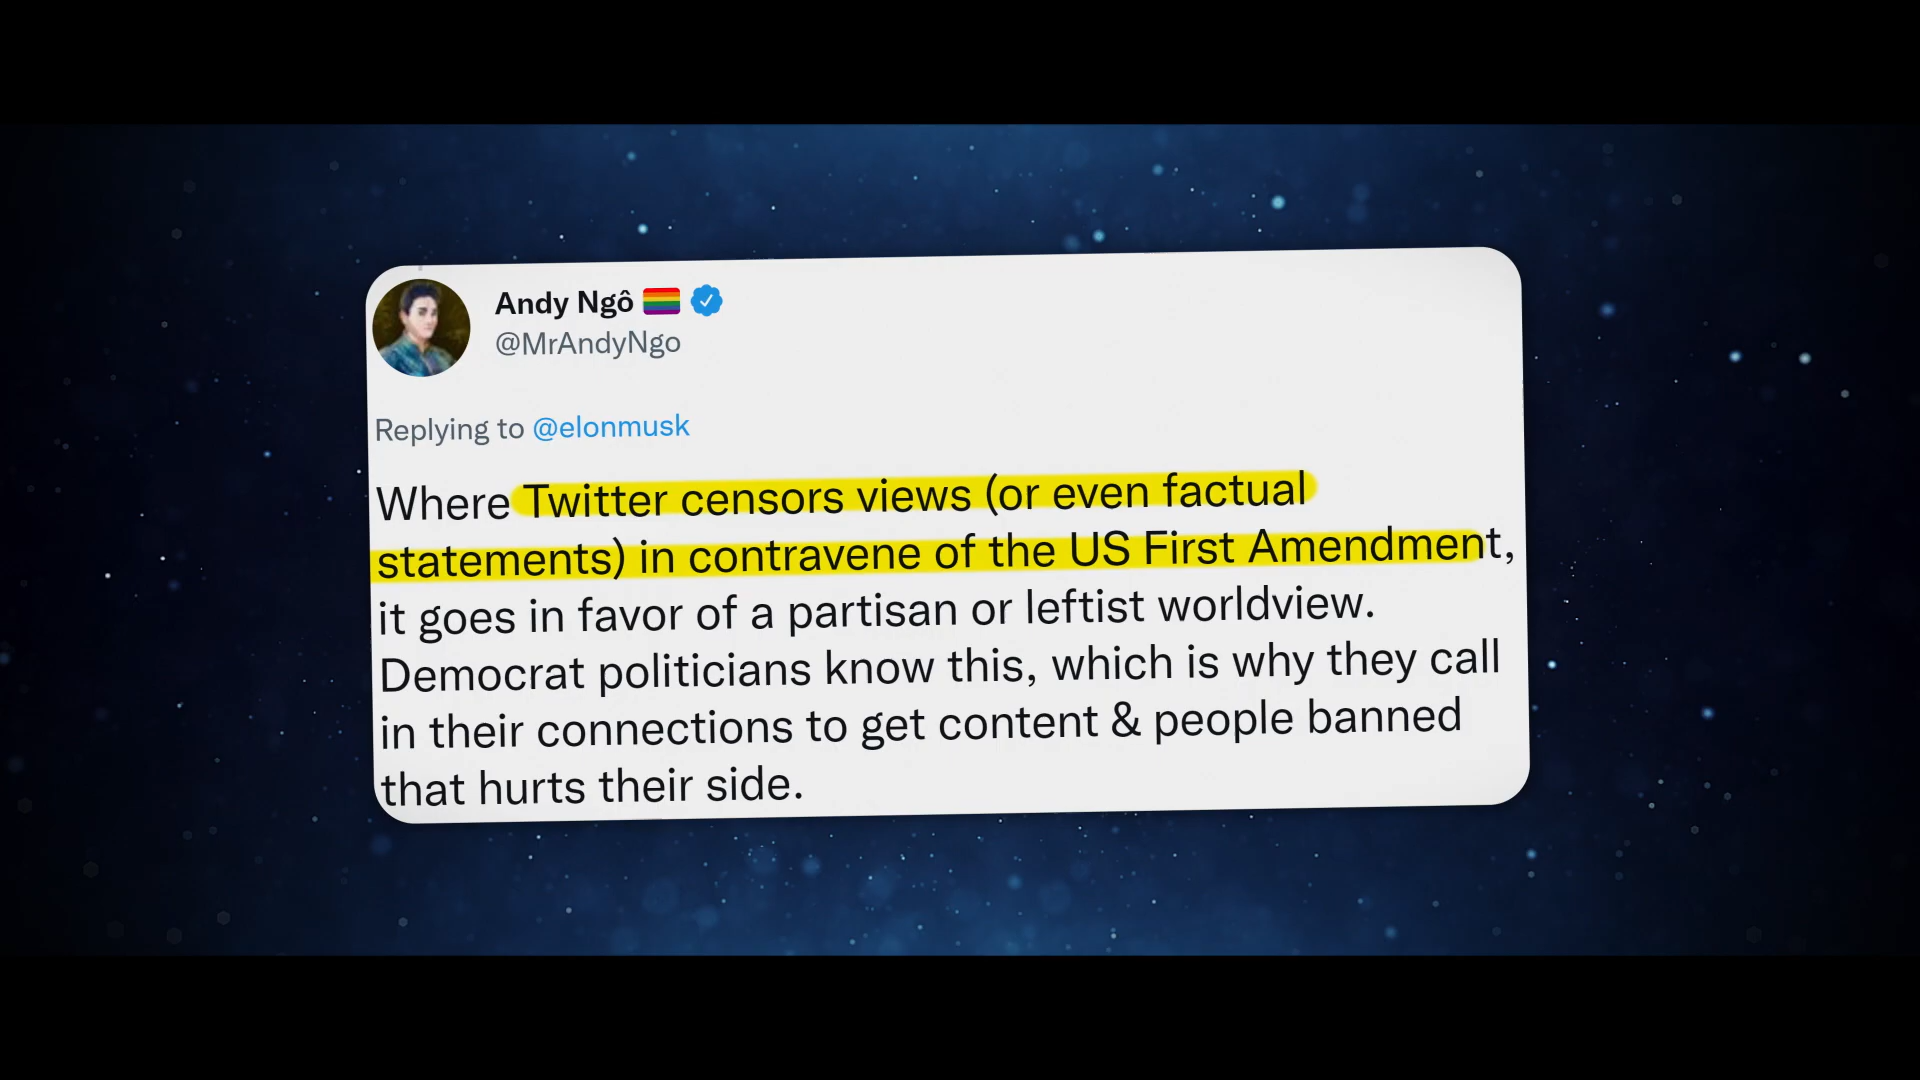 Andy Ngô 🏳️‍🌈
@MrAndyNgo
Replying to @elonmusk
Where Twitter censors views (or even factual
statements) in contravene of the US First Amendment,
it goes in favor of a partisan or leftist worldview.
Democrat politicians know this, which is why they call
in their connections to get content & people banned
that hurts their side.